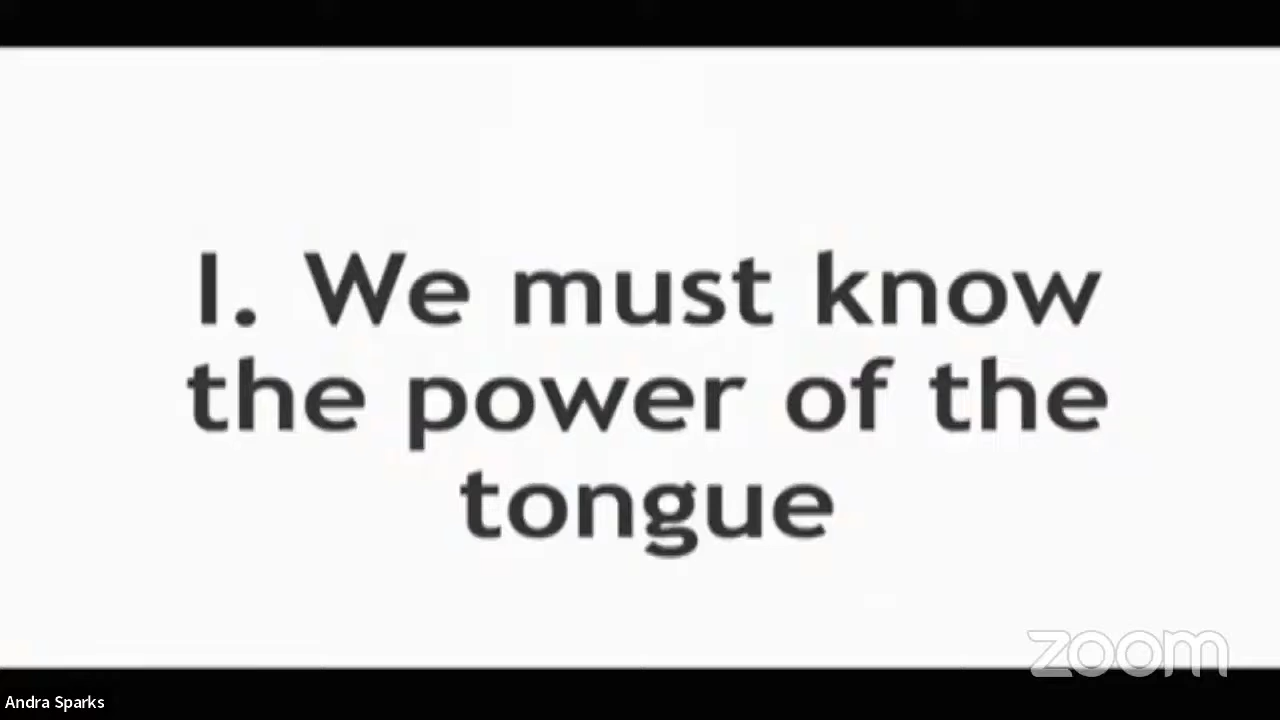 I. We must know
the power of the
tongue
zoom
Andra Sparks